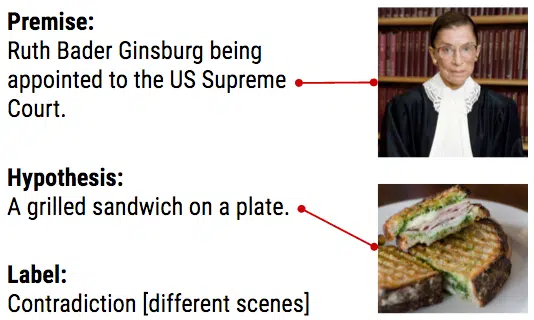 Premise:
Ruth Bader Ginsburg being
appointed to the US Supreme
Court.
Hypothesis:
A grilled sandwich on a plate.
Label:
Contradiction [different scenes]